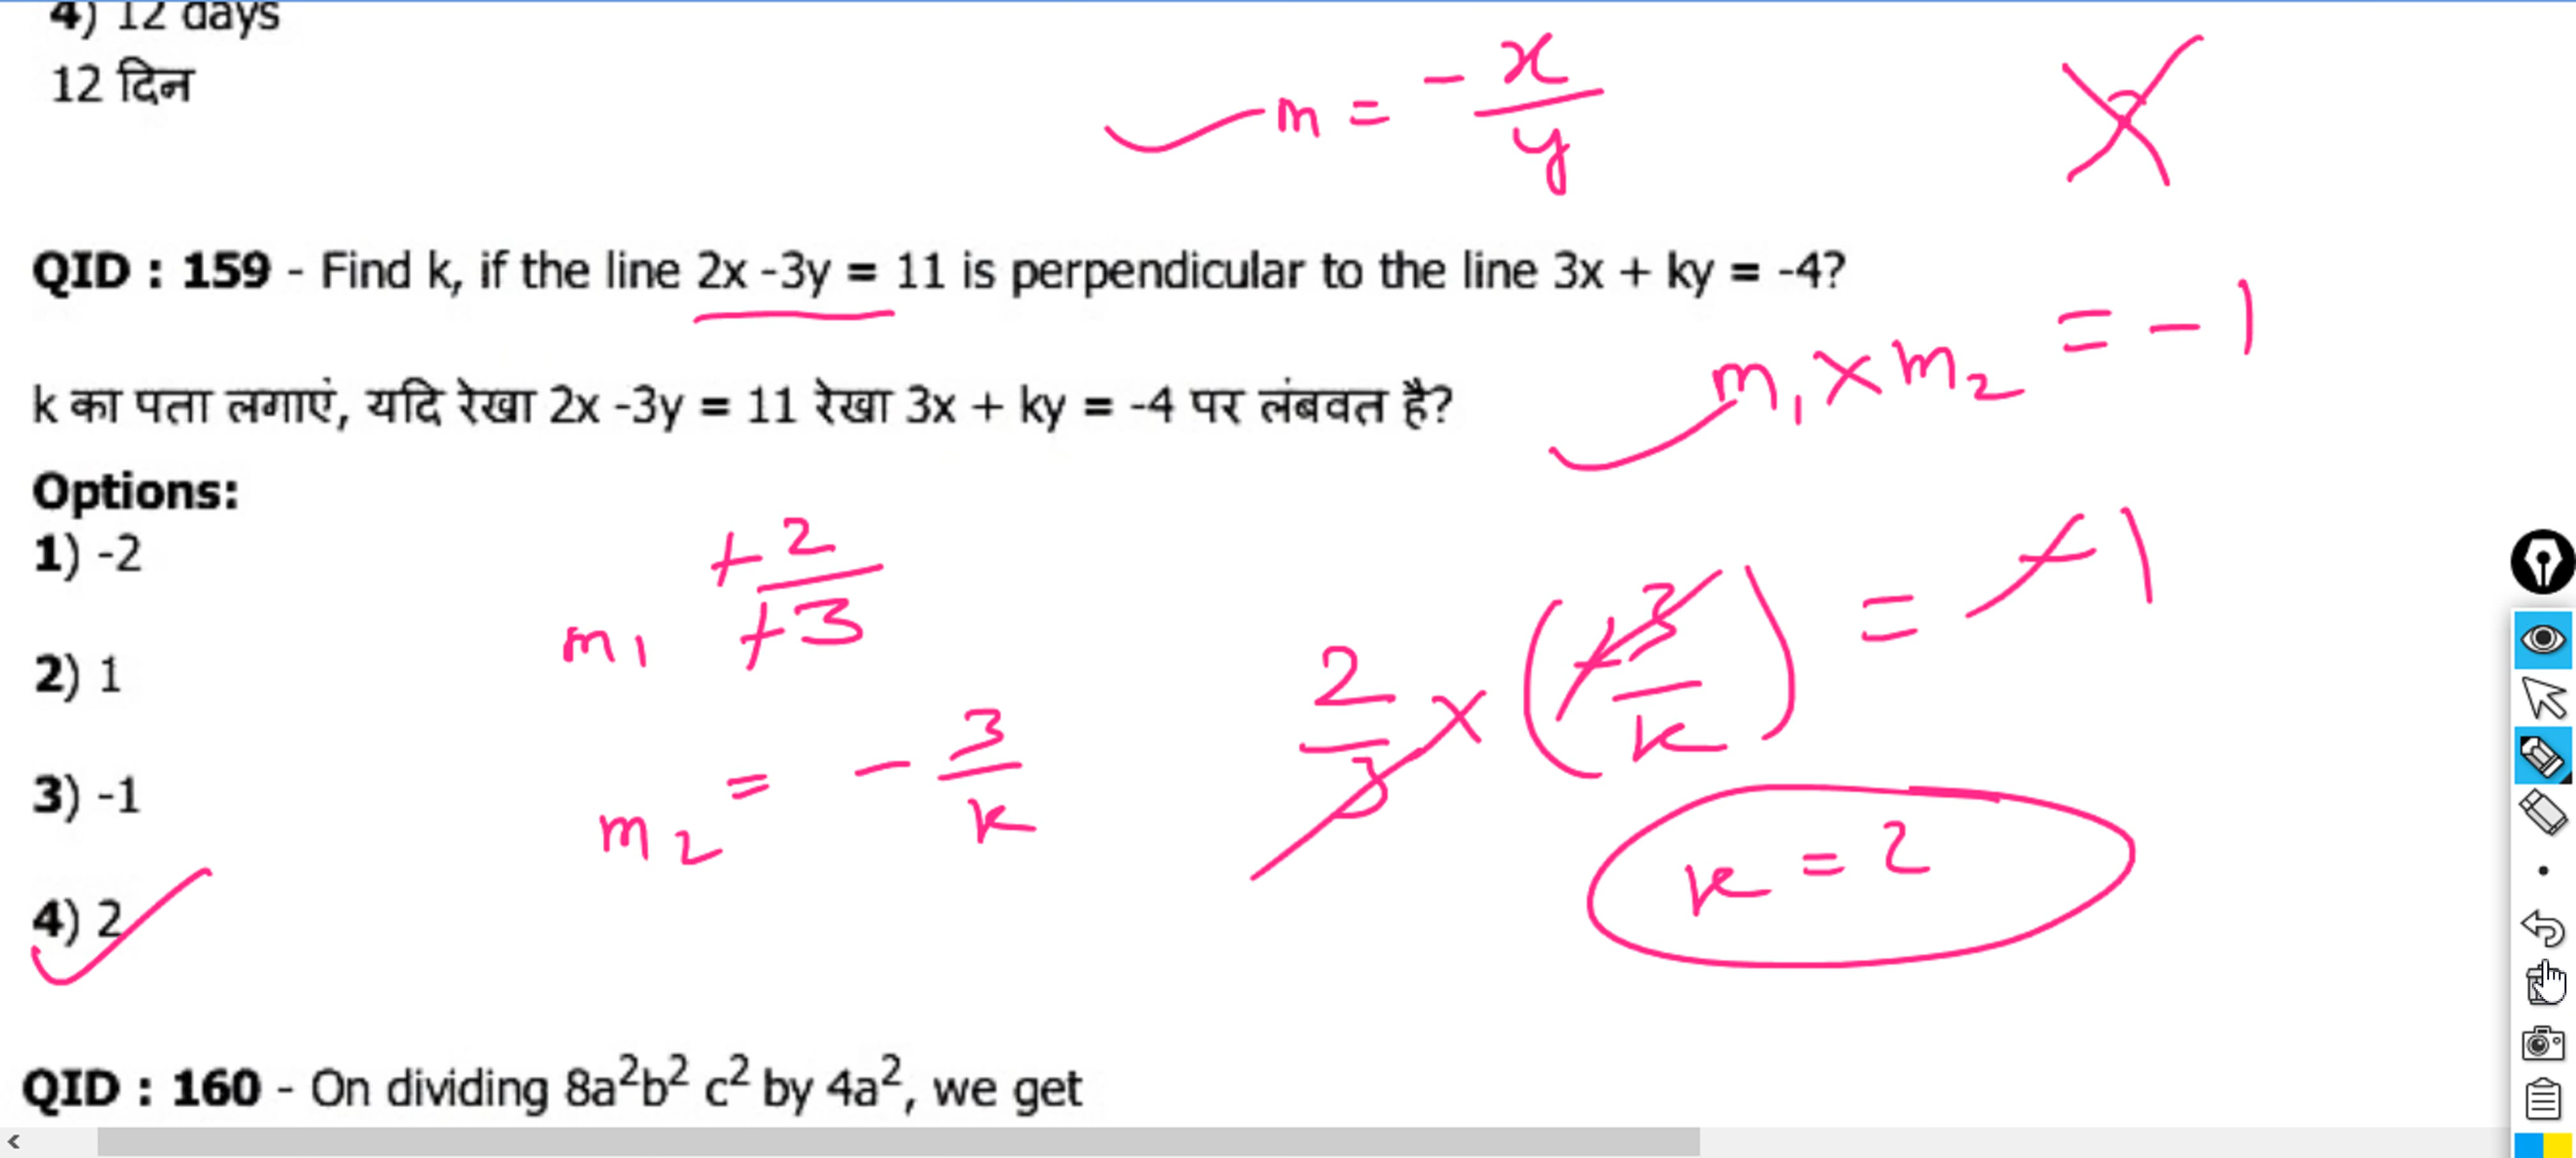 4) 12 days
12 दिन
m = - x/y
QID : 159 - Find k, if the line 2x -3y = 11 is perpendicular to the line 3x + ky = -4?
m₁ x m₂ = -1
k का पता लगाएं, यदि रेखा 2x -3y = 11 रेखा 3x + ky = -4 पर लंबवत है?
Options:
1) -2
m₁ +2/+3
2/3 x (-3/k) = -1
2) 1
m₂ = - 3/k
3) -1
k = 2
4) 2
QID : 160 - On dividing 8a²b² c² by 4a², we get